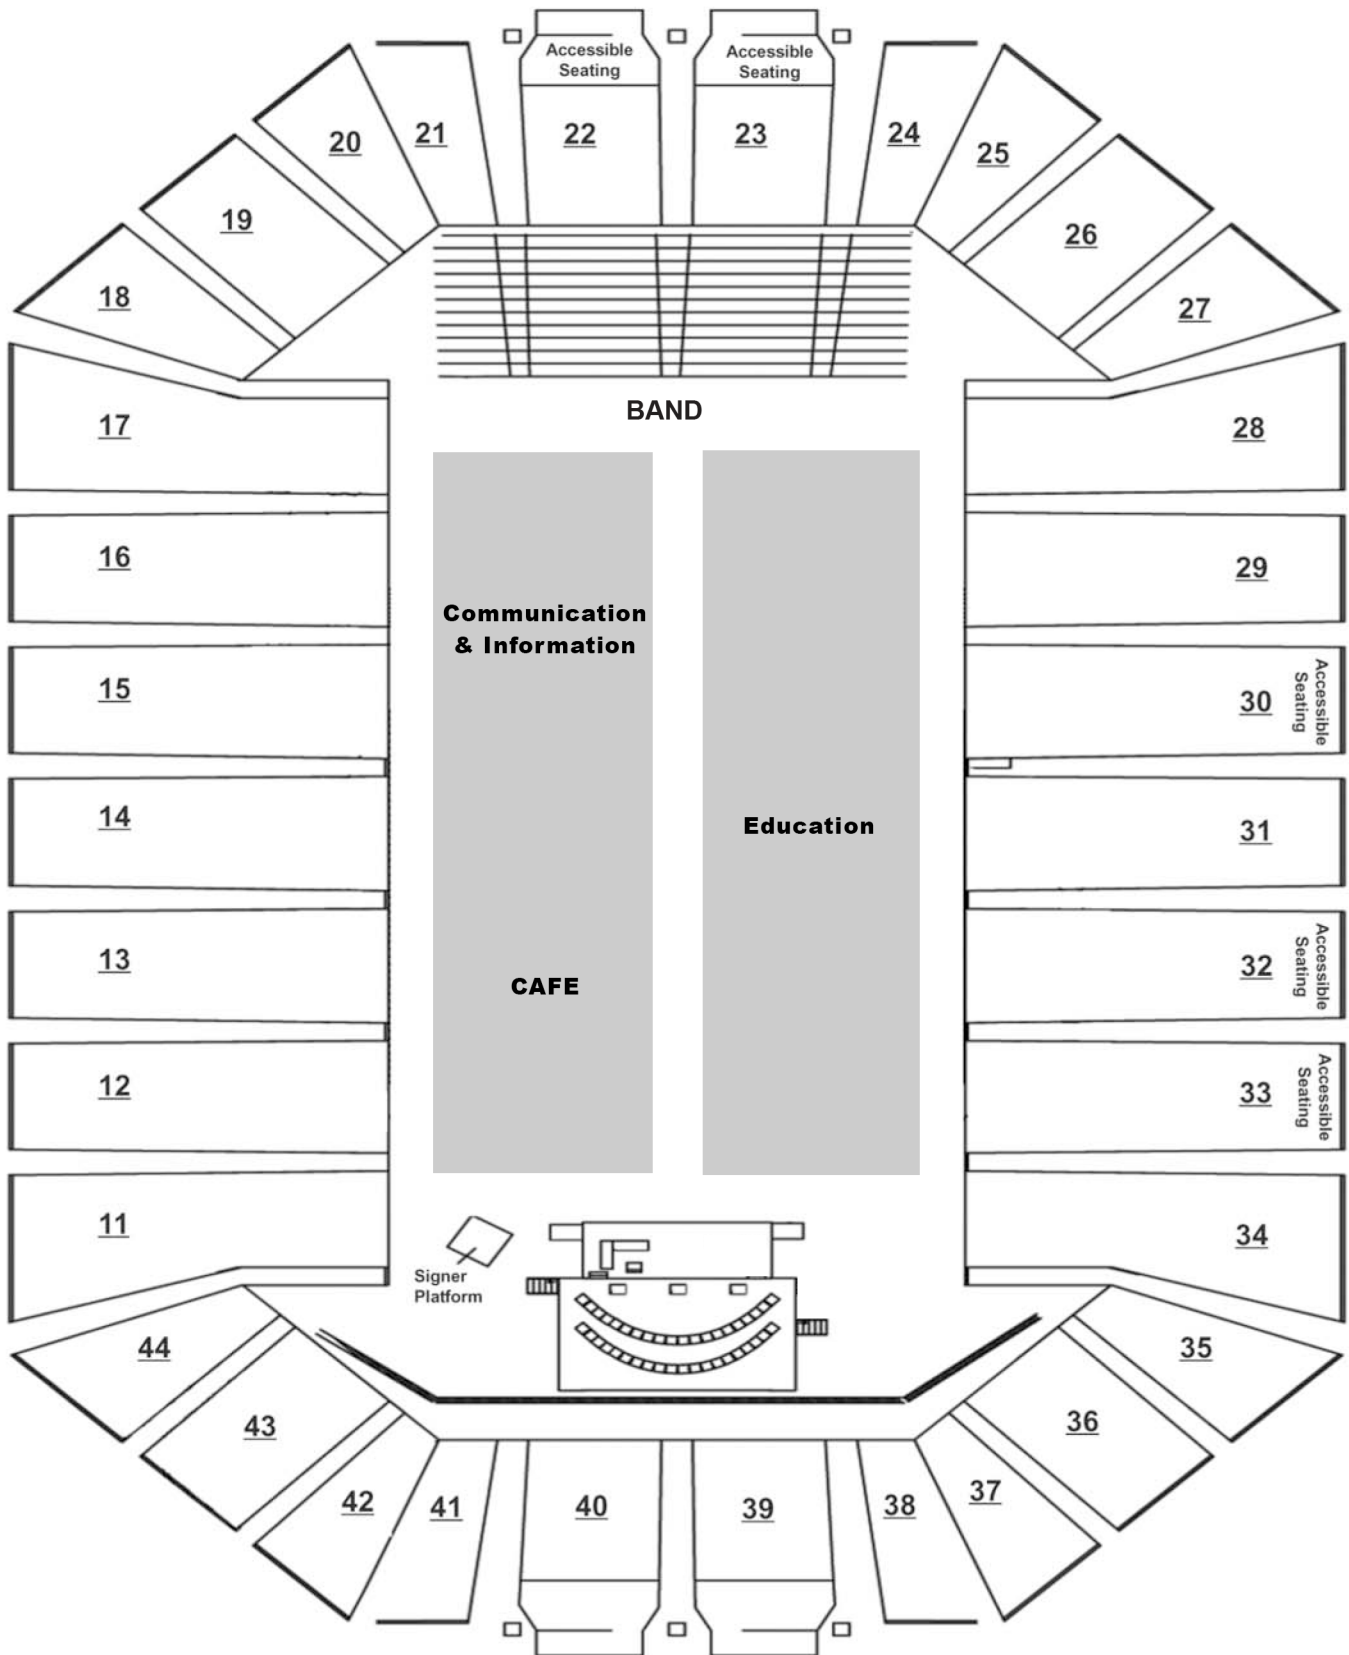 Accessible
Seating
Accessible
Seating
20
21
22
23
24
25
19
26
18
27
17
BAND
28
16
29
Communication
& Information
15
30
Accessible
Seating
14
Education
31
13
CAFE
32
Accessible
Seating
12
33
Accessible
Seating
11
34
Signer
Platform
44
35
43
36
42
41
40
39
38
37